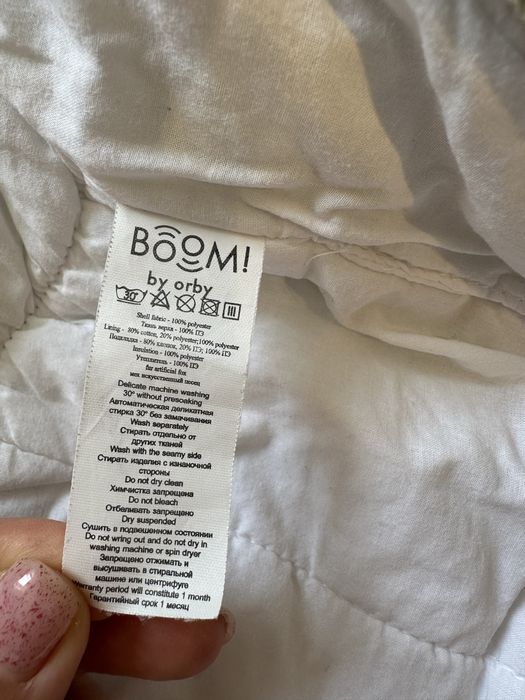 BOOM!
by orby
30°
Shell fabric - 100% polyester
Ткань верха - 100% ПЭ
Lining - 80% cotton, 20% polyester;100% polyester
Подкладка - 80% хлопок, 20% ПЭ; 100% ПЭ
Insulation - 100% polyester
Утеплитель - 100% ПЭ
fur artificial fox
мех искусственный песец
Delicate machine washing
30° without presoaking
Автоматическая деликатная
стирка 30° без замачивания
Wash separately
Стирать отдельно от
других тканей
Wash with the seamy side
Стирать изделия с изнаночной
стороны
Do not dry clean
Химчистка запрещена
Do not bleach
Отбеливать запрещено
Dry suspended
Сушить в подвешенном состоянии
Do not wring out and do not dry in
washing machine or spin dryer
Запрещено отжимать и
высушивать в стиральной
машине или центрифуге
Warranty period will constitute 1 month
Гарантийный срок 1 месяц